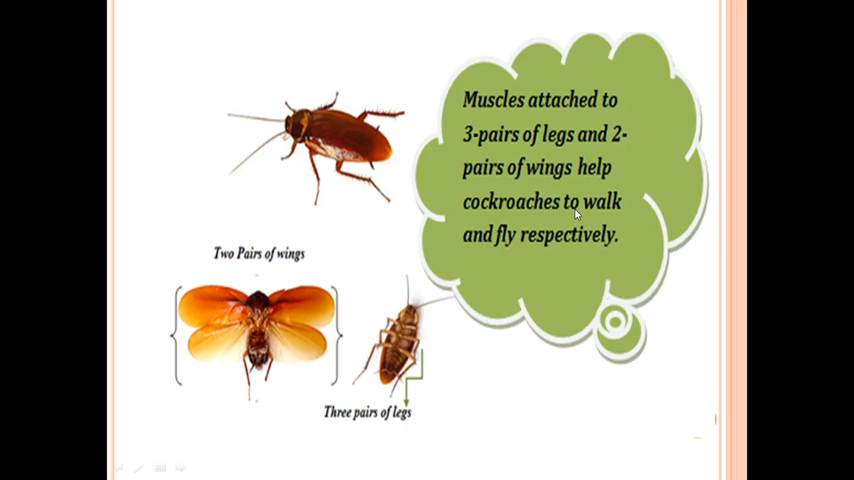 Muscles attached to
3-pairs of legs and 2-
pairs of wings help
cockroaches to walk
and fly respectively.
Two Pairs of wings
Three pairs of legs